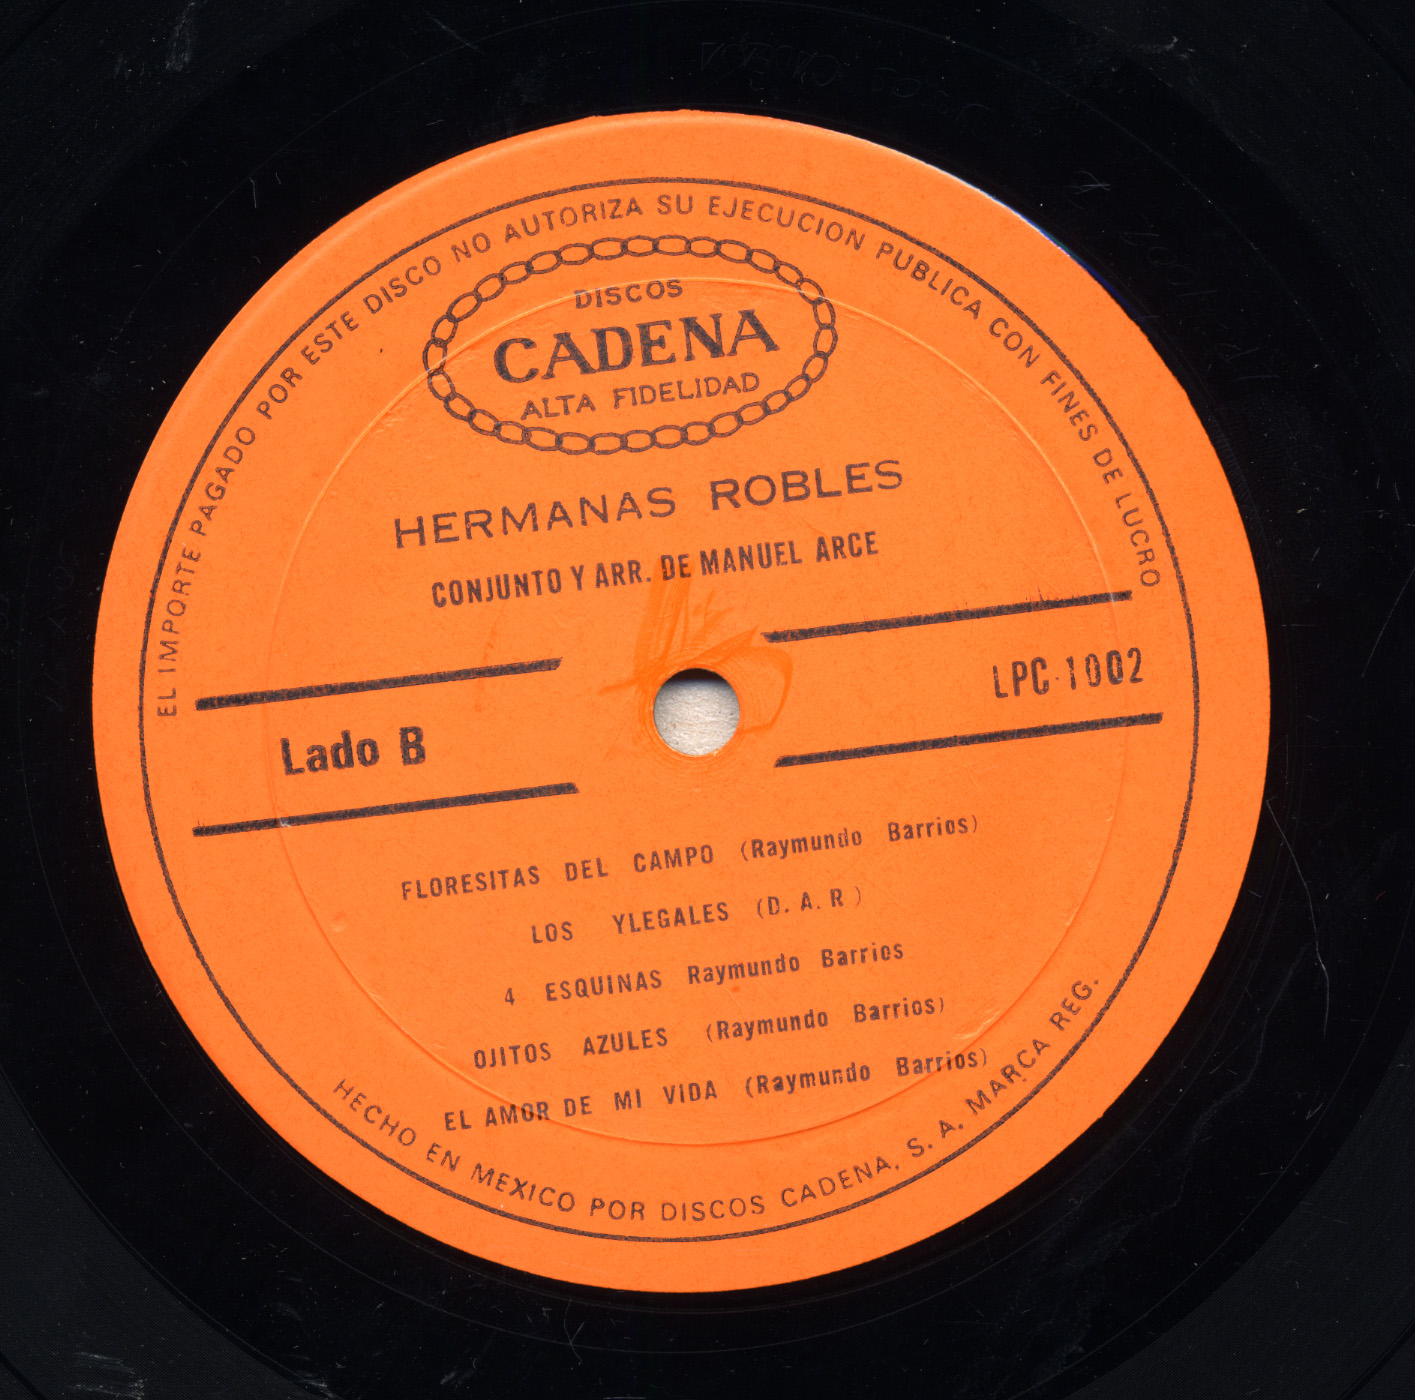 EL IMPORTE PAGADO POR ESTE DISCO NO AUTORIZA SU EJECUCION PUBLICA CON FINES DE LUCRO
DISCOS
CADENA
ALTA FIDELIDAD
HERMANAS ROBLES
CONJUNTO Y ARR. DE MANUEL ARCE
Lado B
LPC-1002
FLORESITAS DEL CAMPO (Raymundo Barrios)
LOS YLEGALES (D. A. R)
4 ESQUINAS Raymundo Barrios
OJITOS AZULES (Raymundo Barrios)
EL AMOR DE MI VIDA (Raymundo Barrios)
HECHO EN MEXICO POR DISCOS CADENA, S. A. MARCA REG.